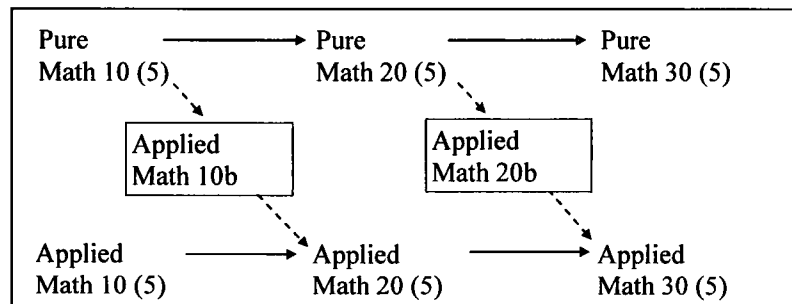 Pure
Math 10 (5)
Pure
Math 20 (5)
Pure
Math 30 (5)
Applied
Math 10b
Applied
Math 20b
Applied
Math 10 (5)
Applied
Math 20 (5)
Applied
Math 30 (5)